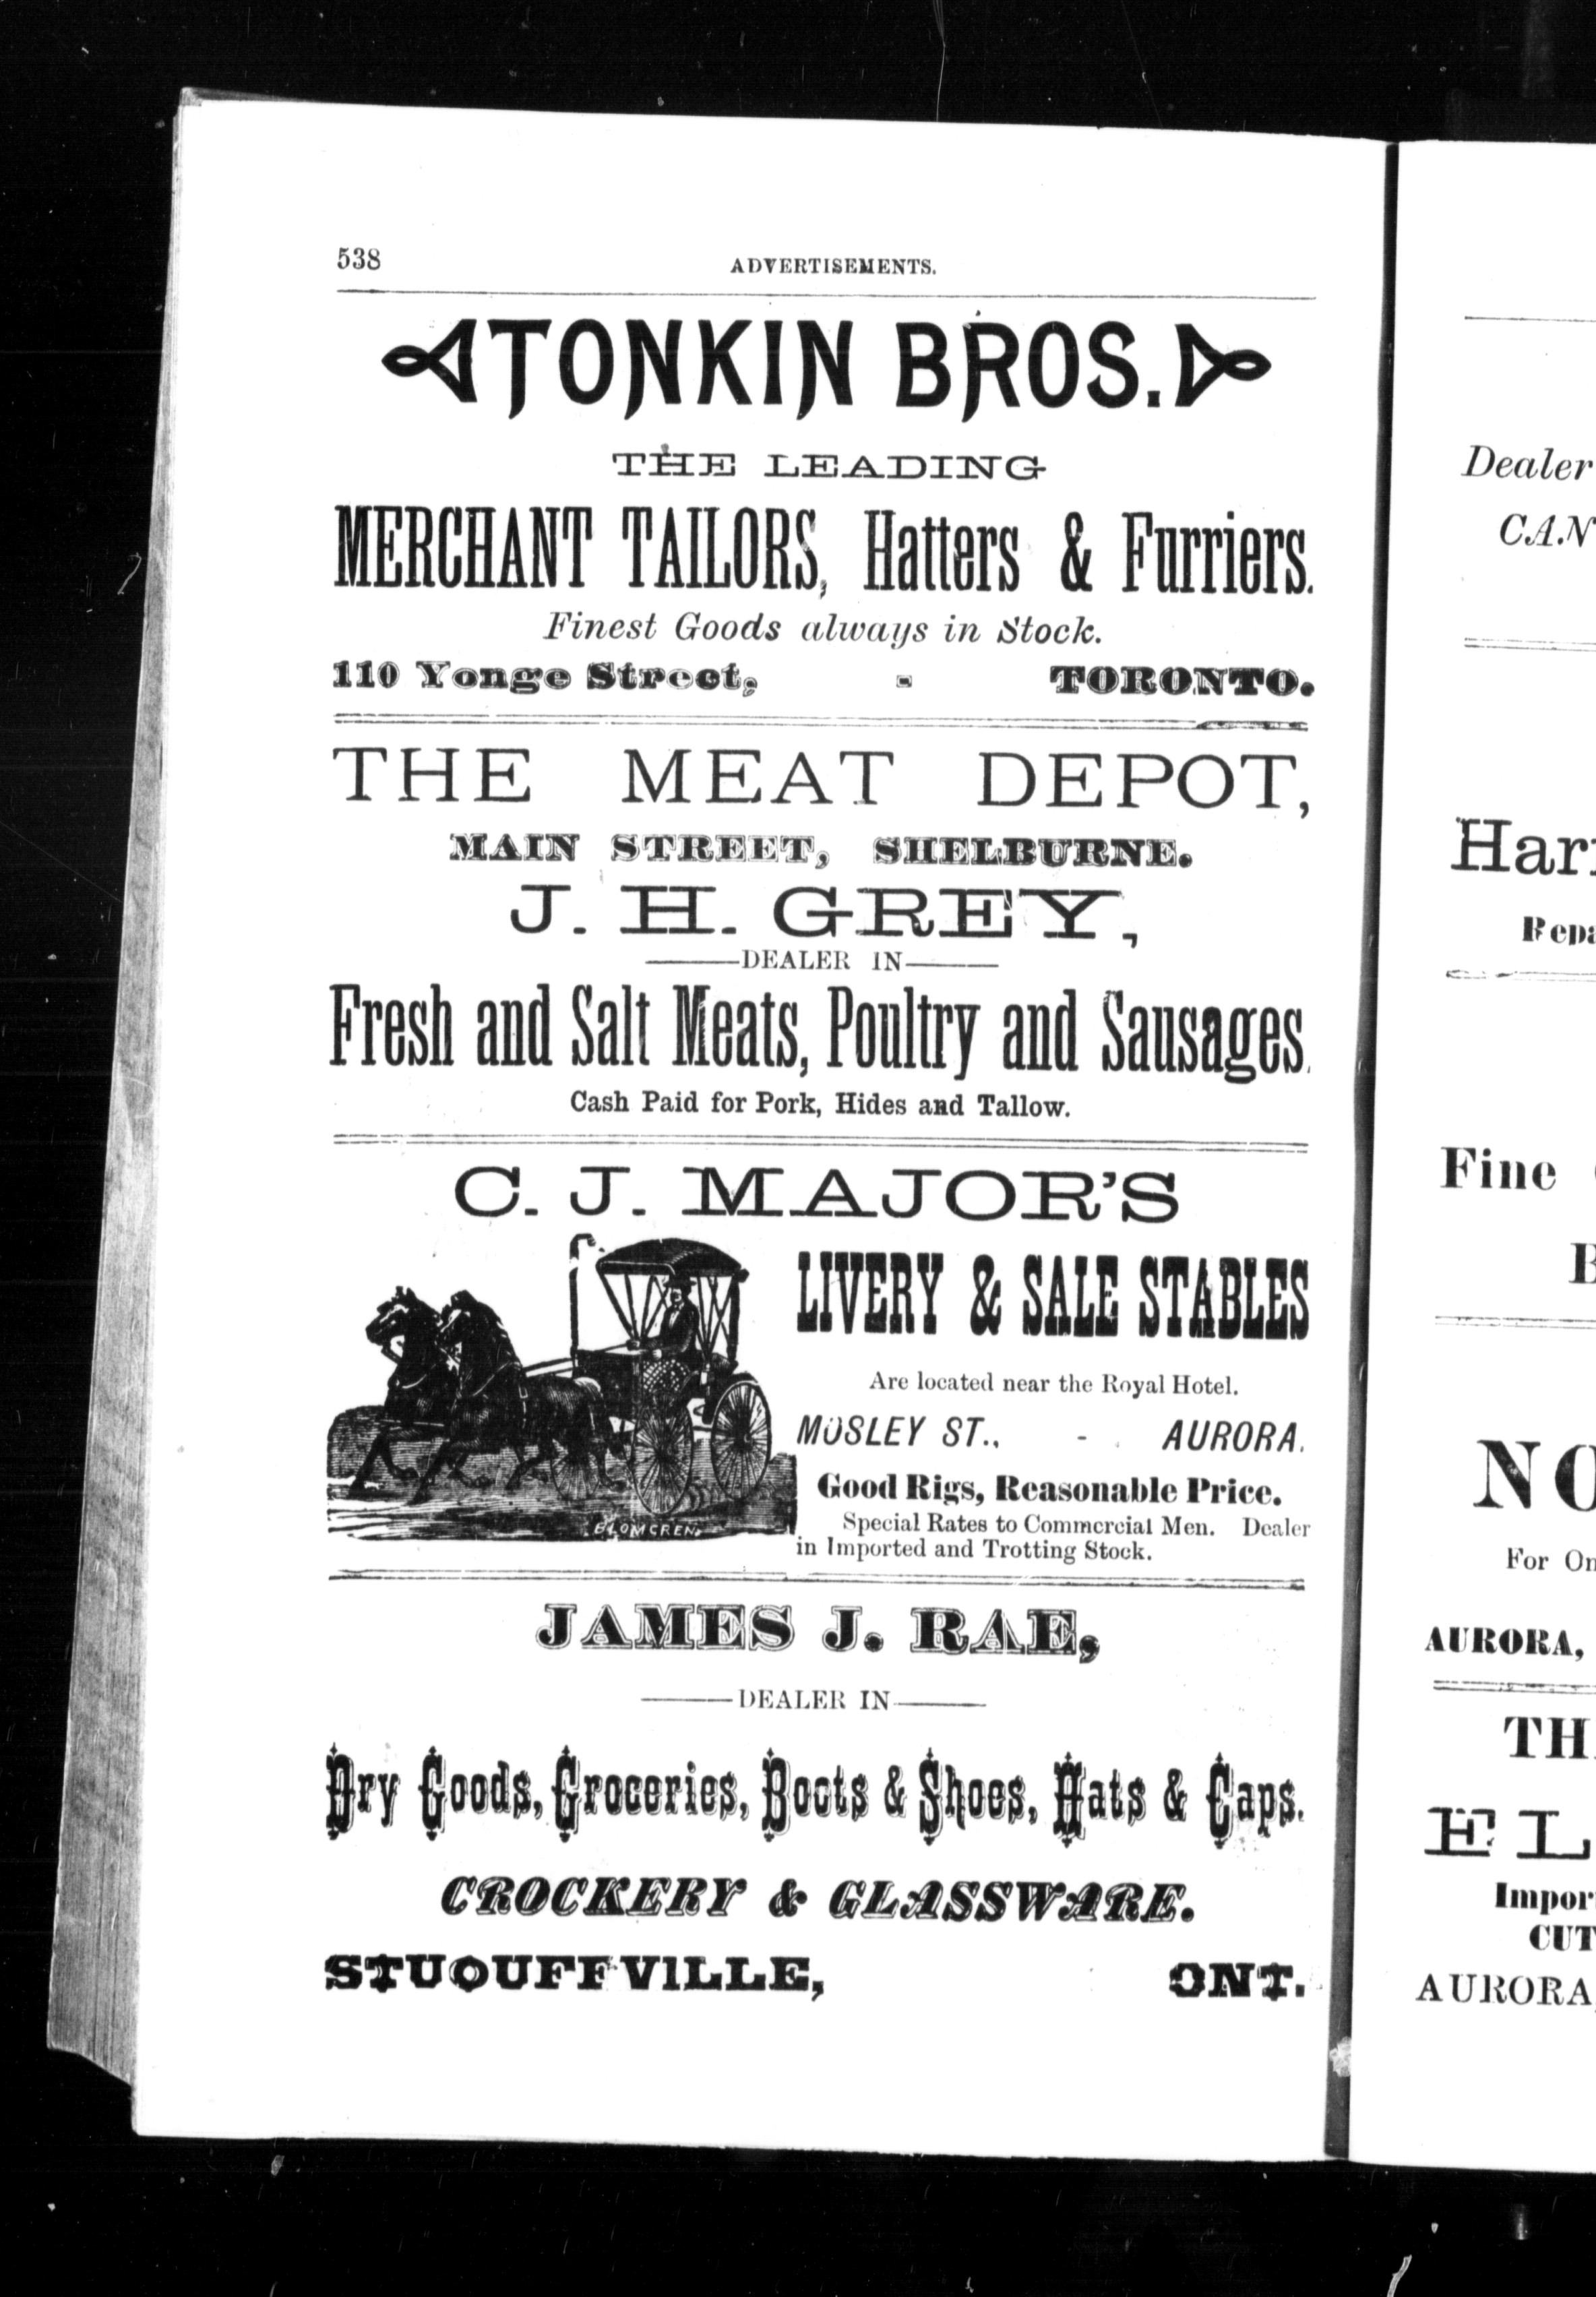 538
ADVERTISEMENTS.
TONKIN BROS.
THE LEADING
MERCHANT TAILORS, Hatters & Furriers.
Finest Goods always in Stock.
110 Yonge Street, - TORONTO.
THE MEAT DEPOT,
MAIN STREET, SHELBURNE.
J. H. GREY,
DEALER IN
Fresh and Salt Meats, Poultry and Sausages.
Cash Paid for Pork, Hides and Tallow.
C. J. MAJOR'S
LIVERY & SALE STABLES
Are located near the Royal Hotel.
MOSLEY ST., - AURORA.
Good Rigs, Reasonable Price.
Special Rates to Commercial Men. Dealer
in Imported and Trotting Stock.
BLOMGREN.
JAMES J. RAE,
DEALER IN
Dry Goods, Groceries, Boots & Shoes, Hats & Caps.
CROCKERY & GLASSWARE.
STUOUFFVILLE, ONT.
Dealer
Fine
For
AURORA,
AURORA